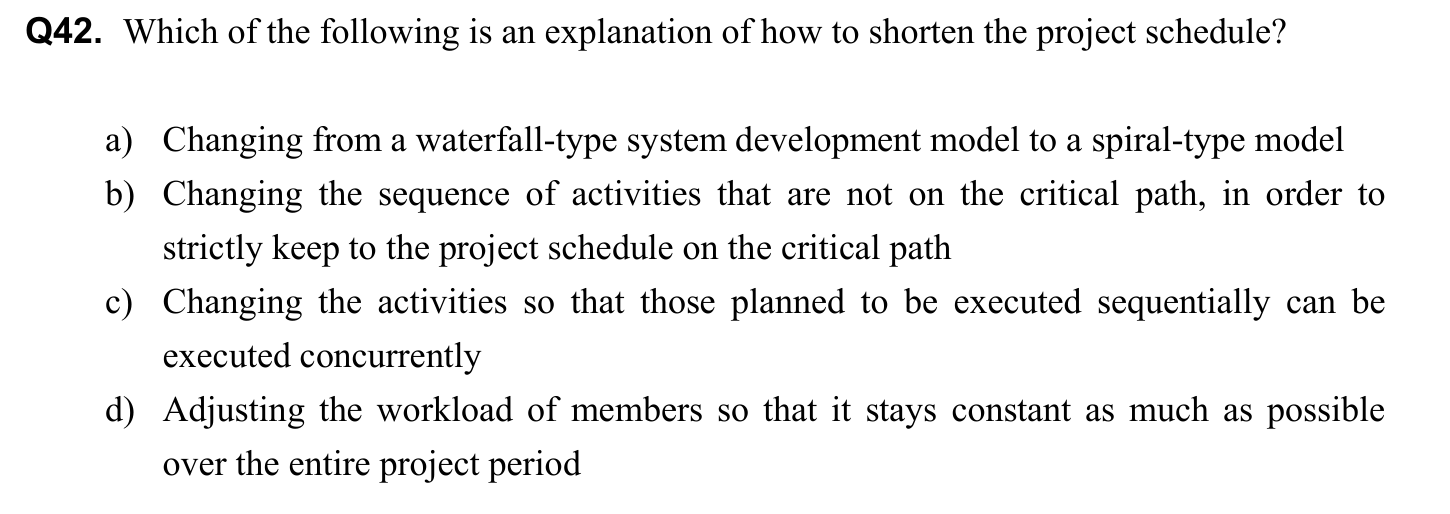 Q42. Which of the following is an explanation of how to shorten the project schedule?
a) Changing from a waterfall-type system development model to a spiral-type model
b) Changing the sequence of activities that are not on the critical path, in order to
strictly keep to the project schedule on the critical path
c) Changing the activities so that those planned to be executed sequentially can be
executed concurrently
d) Adjusting the workload of members so that it stays constant as much as possible
over the entire project period